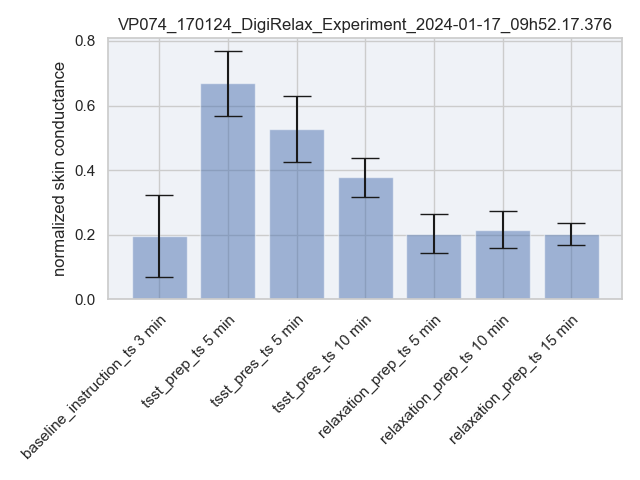 VP074_170124_DigiRelax_Experiment_2024-01-17_09h52.17.376
normalized skin conductance
0.8
0.6
0.4
0.2
0.0
baseline_instruction_ts 3 min
tsst_prep_ts 5 min
tsst_pres_ts 5 min
tsst_pres_ts 10 min
relaxation_prep_ts 5 min
relaxation_prep_ts 10 min
relaxation_prep_ts 15 min